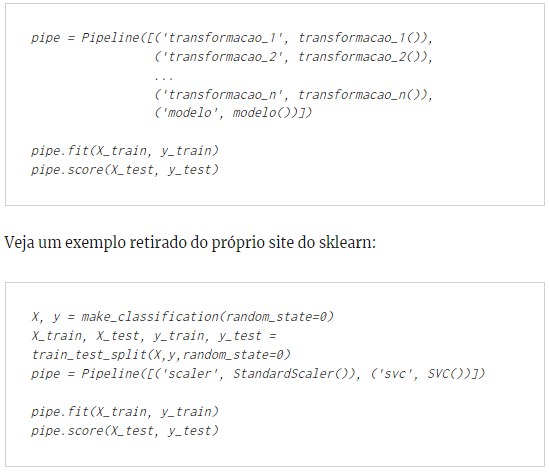 pipe = Pipeline([('transformacao_1', transformacao_1()),
('transformacao_2', transformacao_2()),
...
('transformacao_n', transformacao_n()),
('modelo', modelo())])
pipe.fit(X_train, y_train)
pipe.score(X_test, y_test)
Veja um exemplo retirado do próprio site do sklearn:
X, y = make_classification(random_state=0)
X_train, X_test, y_train, y_test =
train_test_split(X,y,random_state=0)
pipe = Pipeline([('scaler', StandardScaler()), ('svc', SVC())])
pipe.fit(X_train, y_train)
pipe.score(X_test, y_test)